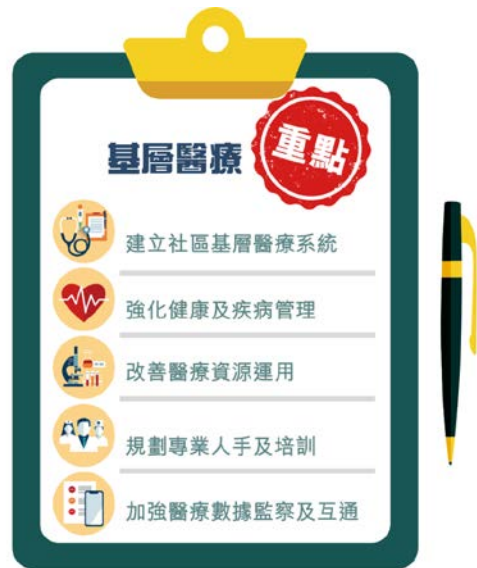 基層醫療
重點
建立社區基層醫療系統
強化健康及疾病管理
改善醫療資源運用
規劃專業人手及培訓
加強醫療數據監察及互通